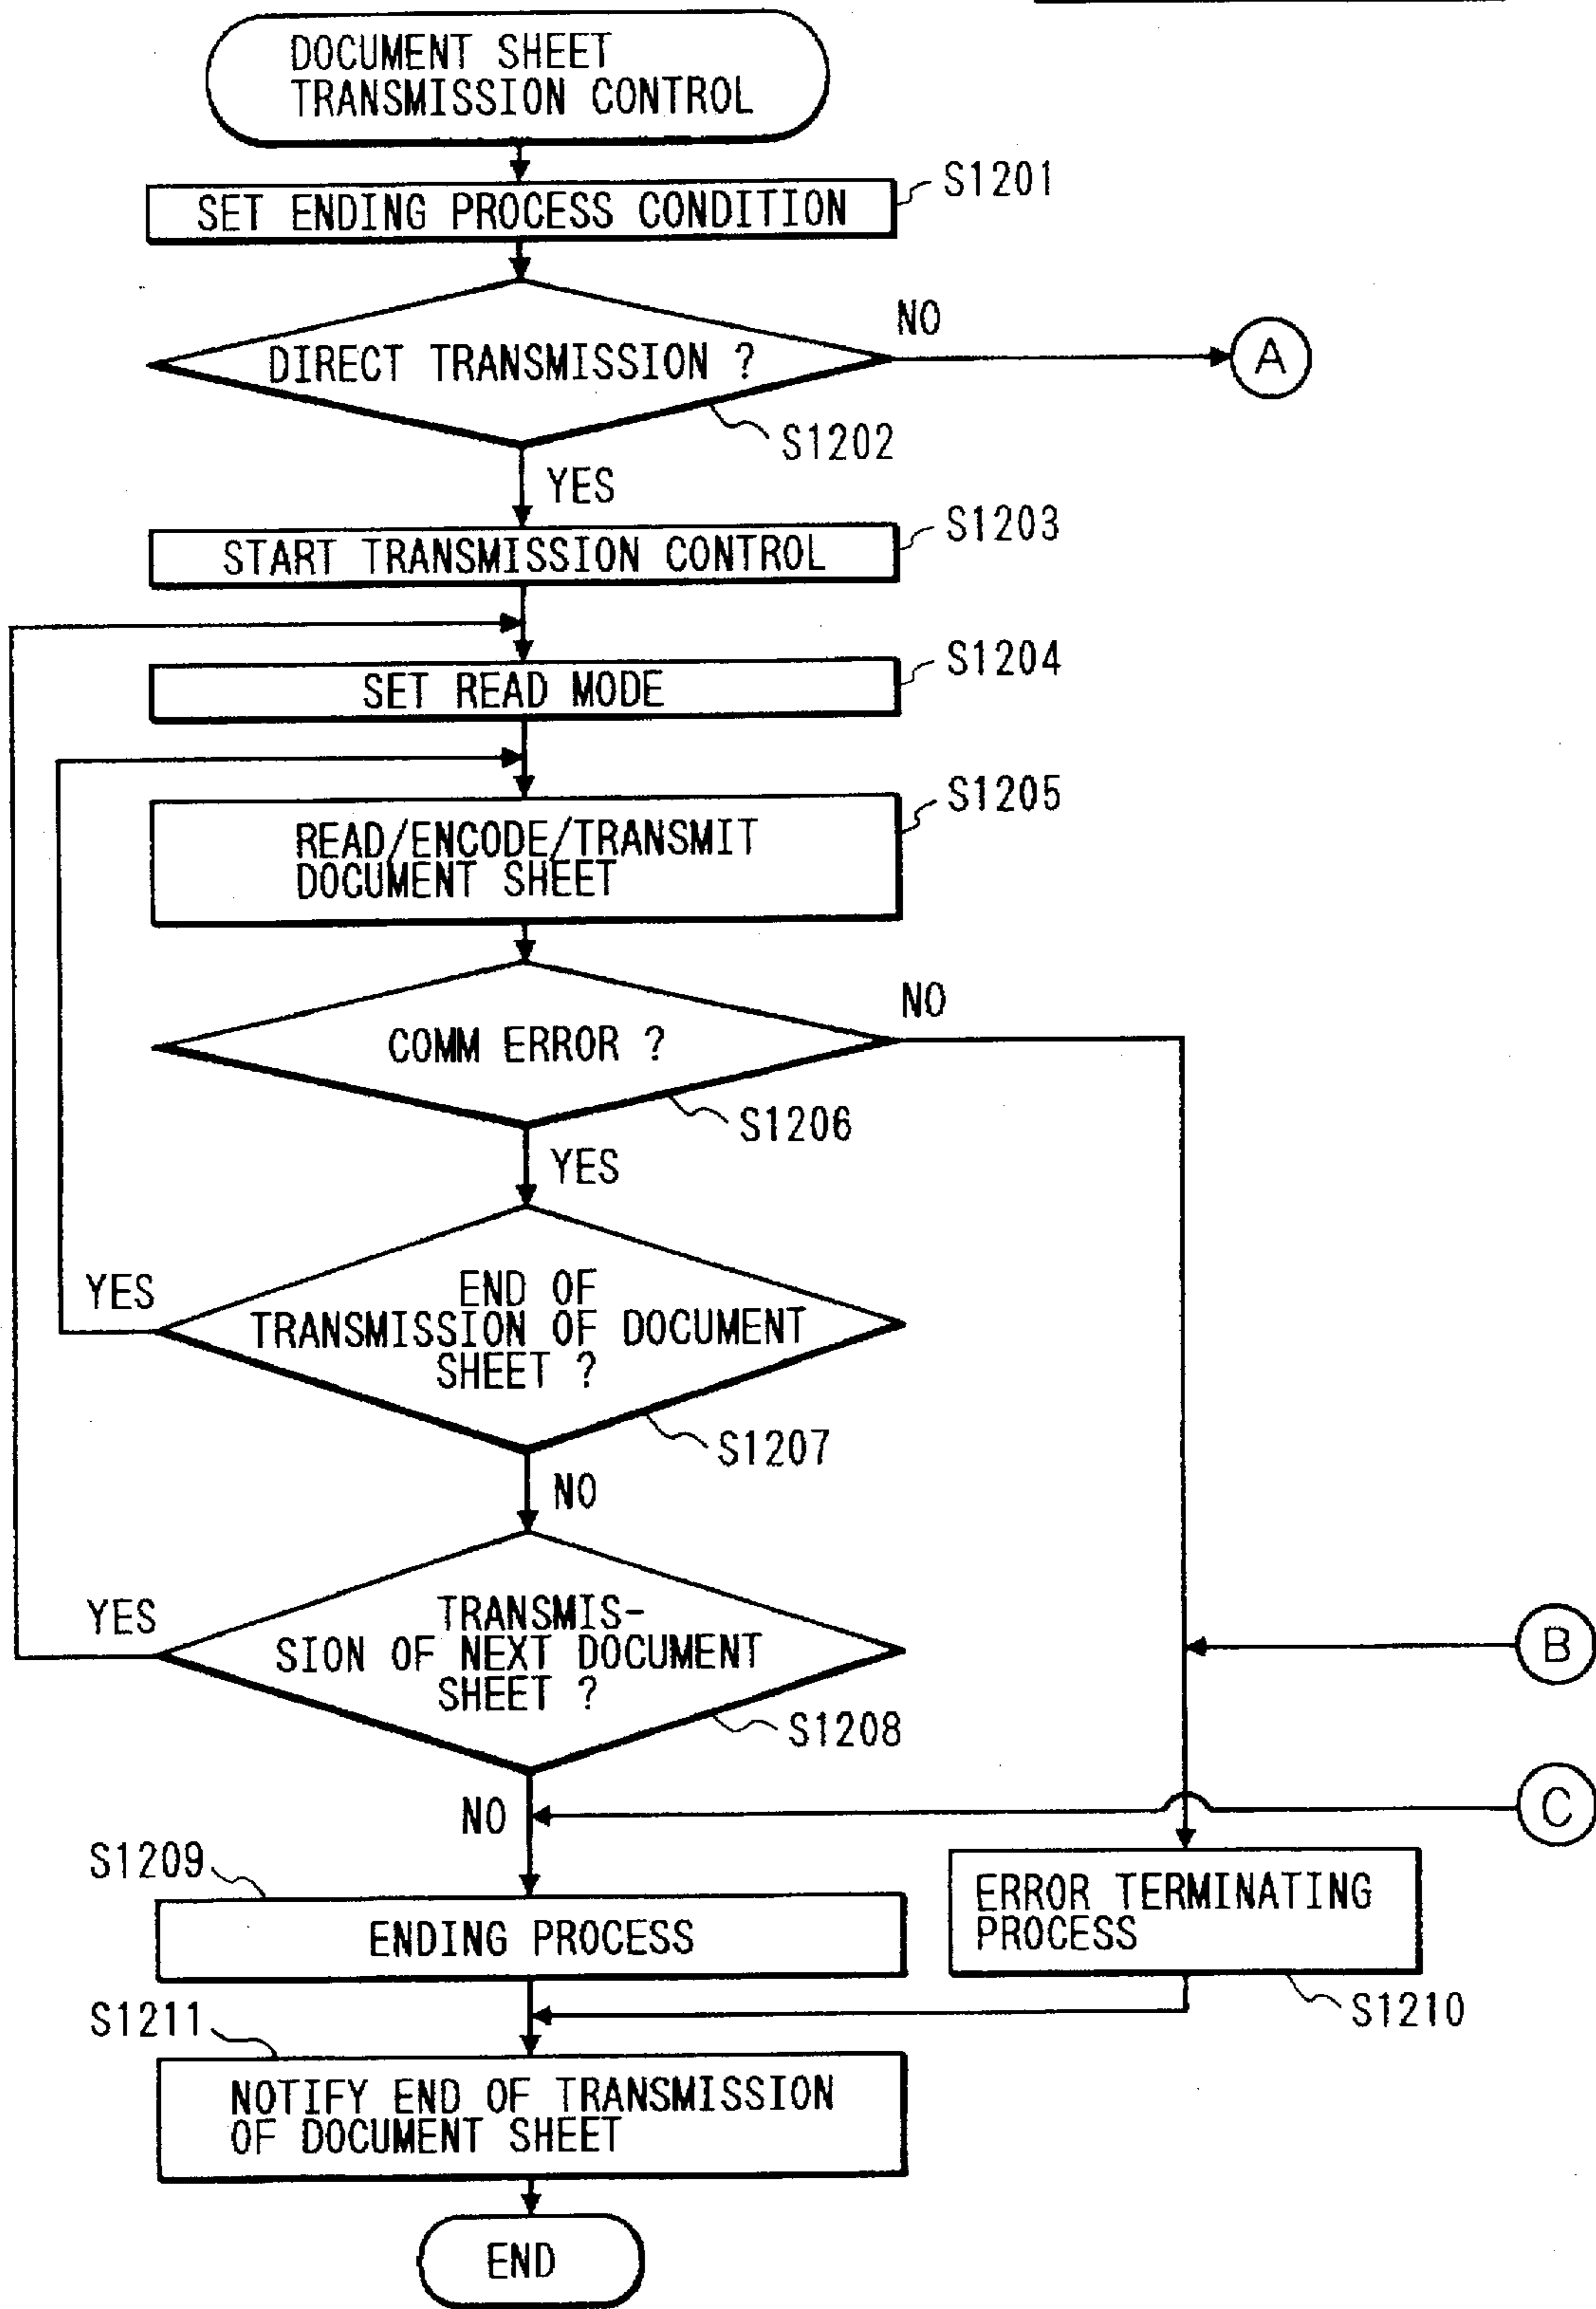 DOCUMENT SHEET
TRANSMISSION CONTROL
S1201
SET ENDING PROCESS CONDITION
NO
DIRECT TRANSMISSION ?
A
S1202
YES
S1203
START TRANSMISSION CONTROL
S1204
SET READ MODE
S1205
READ/ENCODE/TRANSMIT
DOCUMENT SHEET
NO
COMM ERROR ?
S1206
YES
YES
END OF
TRANSMISSION OF DOCUMENT
SHEET ?
S1207
NO
YES
TRANSMIS-
SION OF NEXT DOCUMENT
SHEET ?
B
S1208
NO
C
S1209
ENDING PROCESS
ERROR TERMINATING
PROCESS
S1210
S1211
NOTIFY END OF TRANSMISSION
OF DOCUMENT SHEET
END